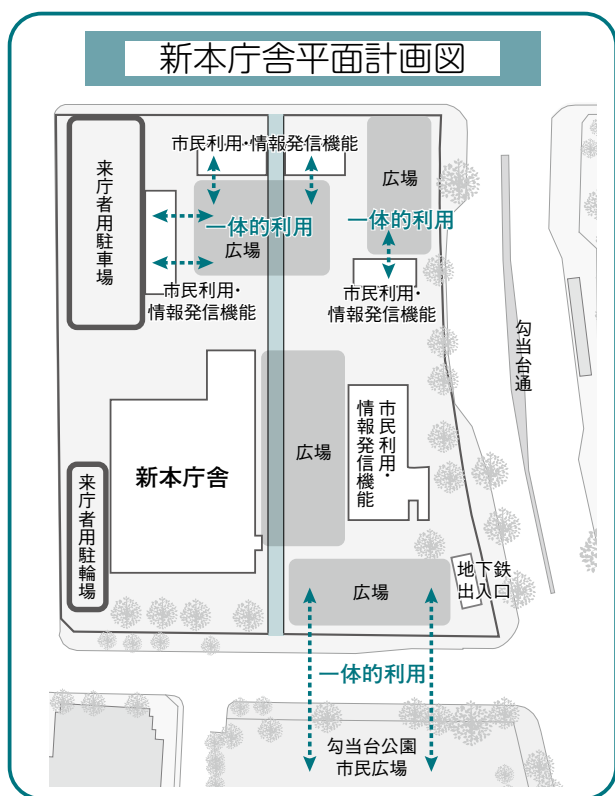 新本庁舎平面計画図
市民利用・情報発信機能
来庁者用駐車場
広場
一体的利用
一体的利用
広場
市民利用・
情報発信機能
市民利用・
情報発信機能
勾当台通
広場
市民利用・
情報発信機能
新本庁舎
来庁者用駐輪場
地下鉄
出入口
広場
一体的利用
勾当台公園
市民広場